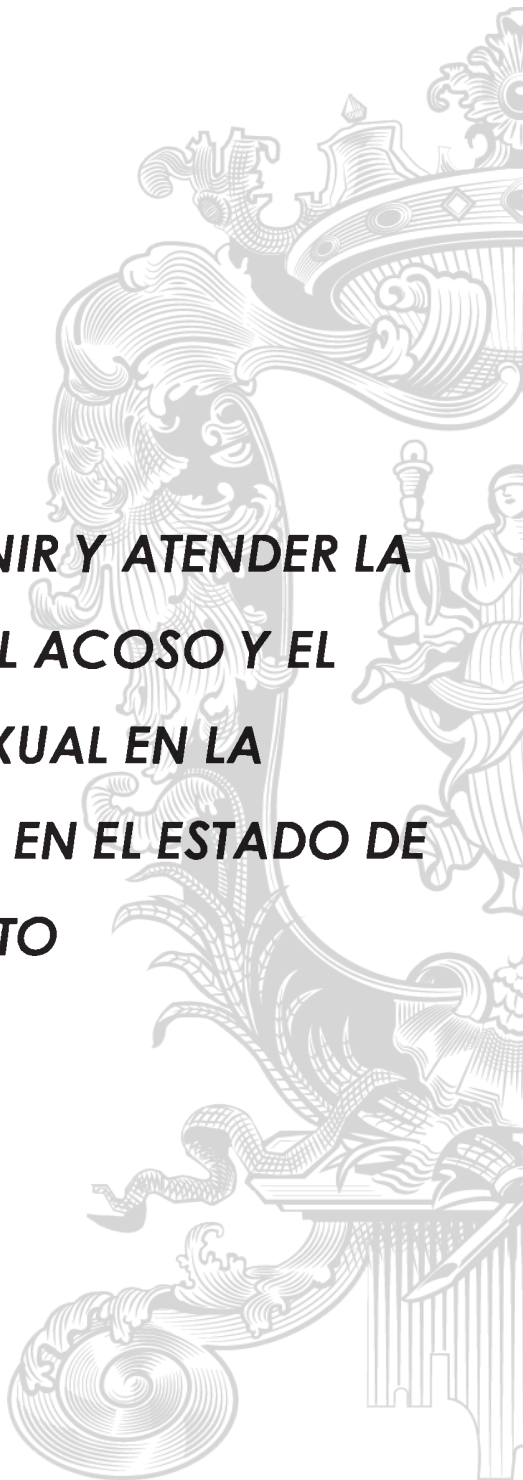 NIR Y ATENDER LA
L ACOSO Y EL
XUAL EN LA
EN EL ESTADO DE
TO